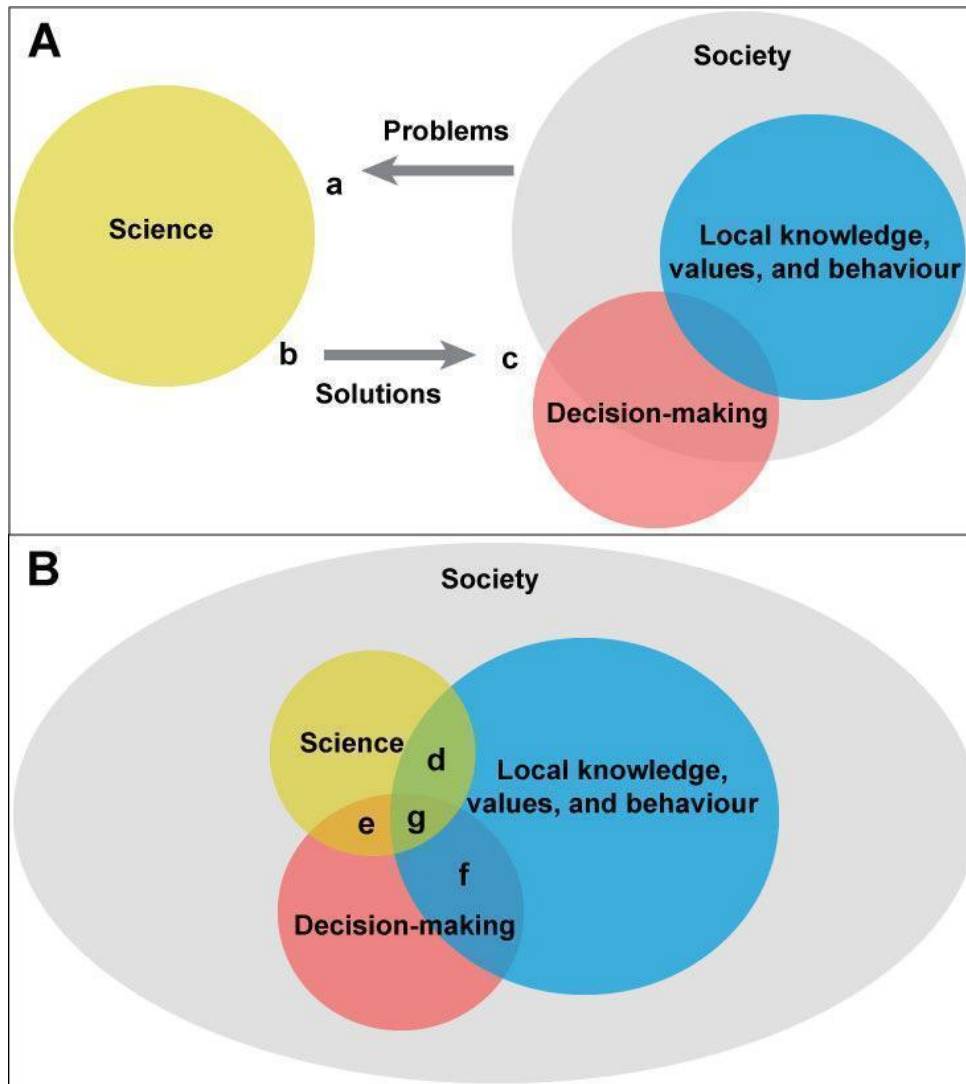 A
Society
Problems
a
Science
Local knowledge,
values, and behaviour
b
c
Solutions
Decision-making
B
Society
Science
d
Local knowledge,
values, and behaviour
e
g
f
Decision-making